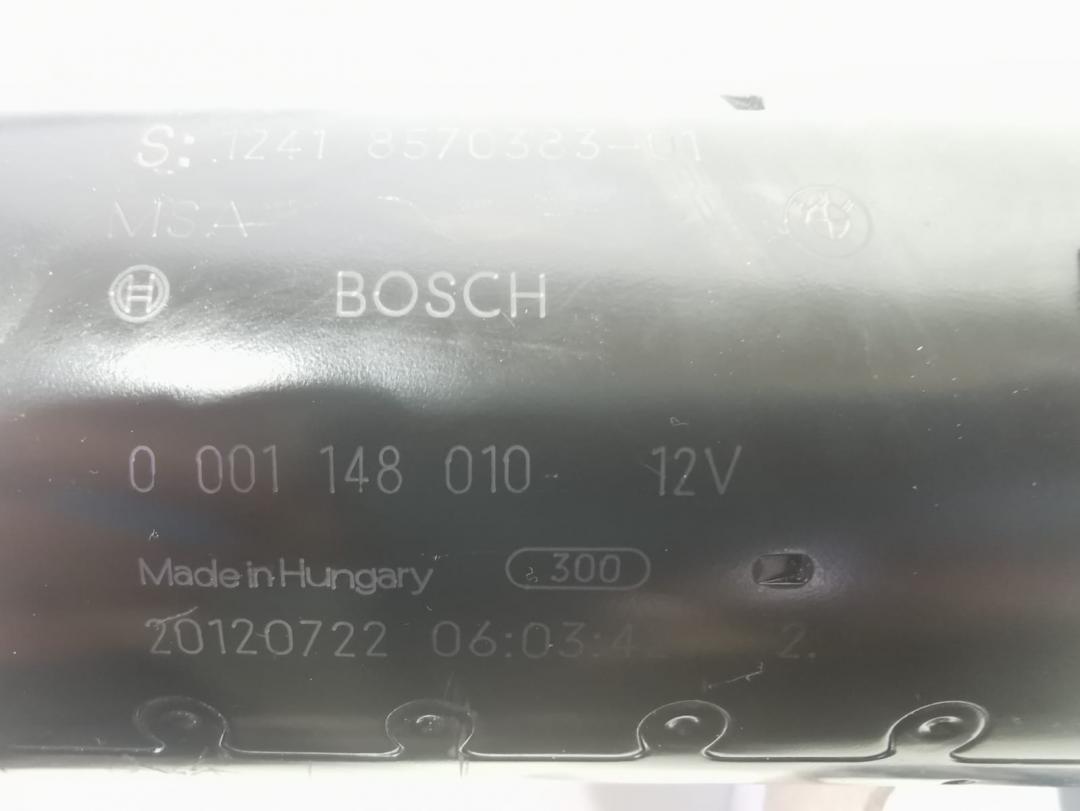 S: 1241 8570383-01
MSA
BOSCH
0 001 148 010 12V
Made in Hungary 300
20120722 06:03:4 2.